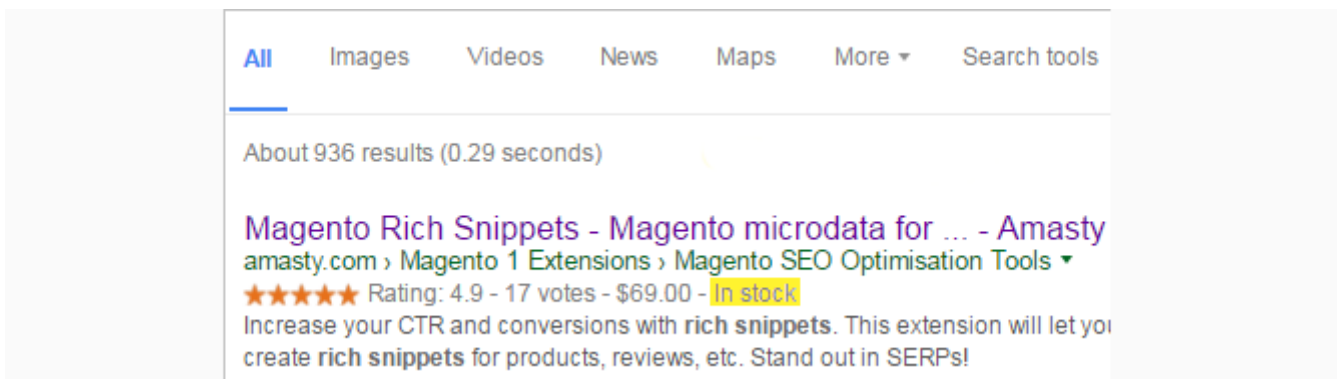 All Images Videos News Maps More Search tools
About 936 results (0.29 seconds)
Magento Rich Snippets - Magento microdata for ... - Amasty
amasty.com › Magento 1 Extensions › Magento SEO Optimisation Tools
Rating: 4.9 - 17 votes - $69.00 - In stock
Increase your CTR and conversions with rich snippets. This extension will let you
create rich snippets for products, reviews, etc. Stand out in SERPs!